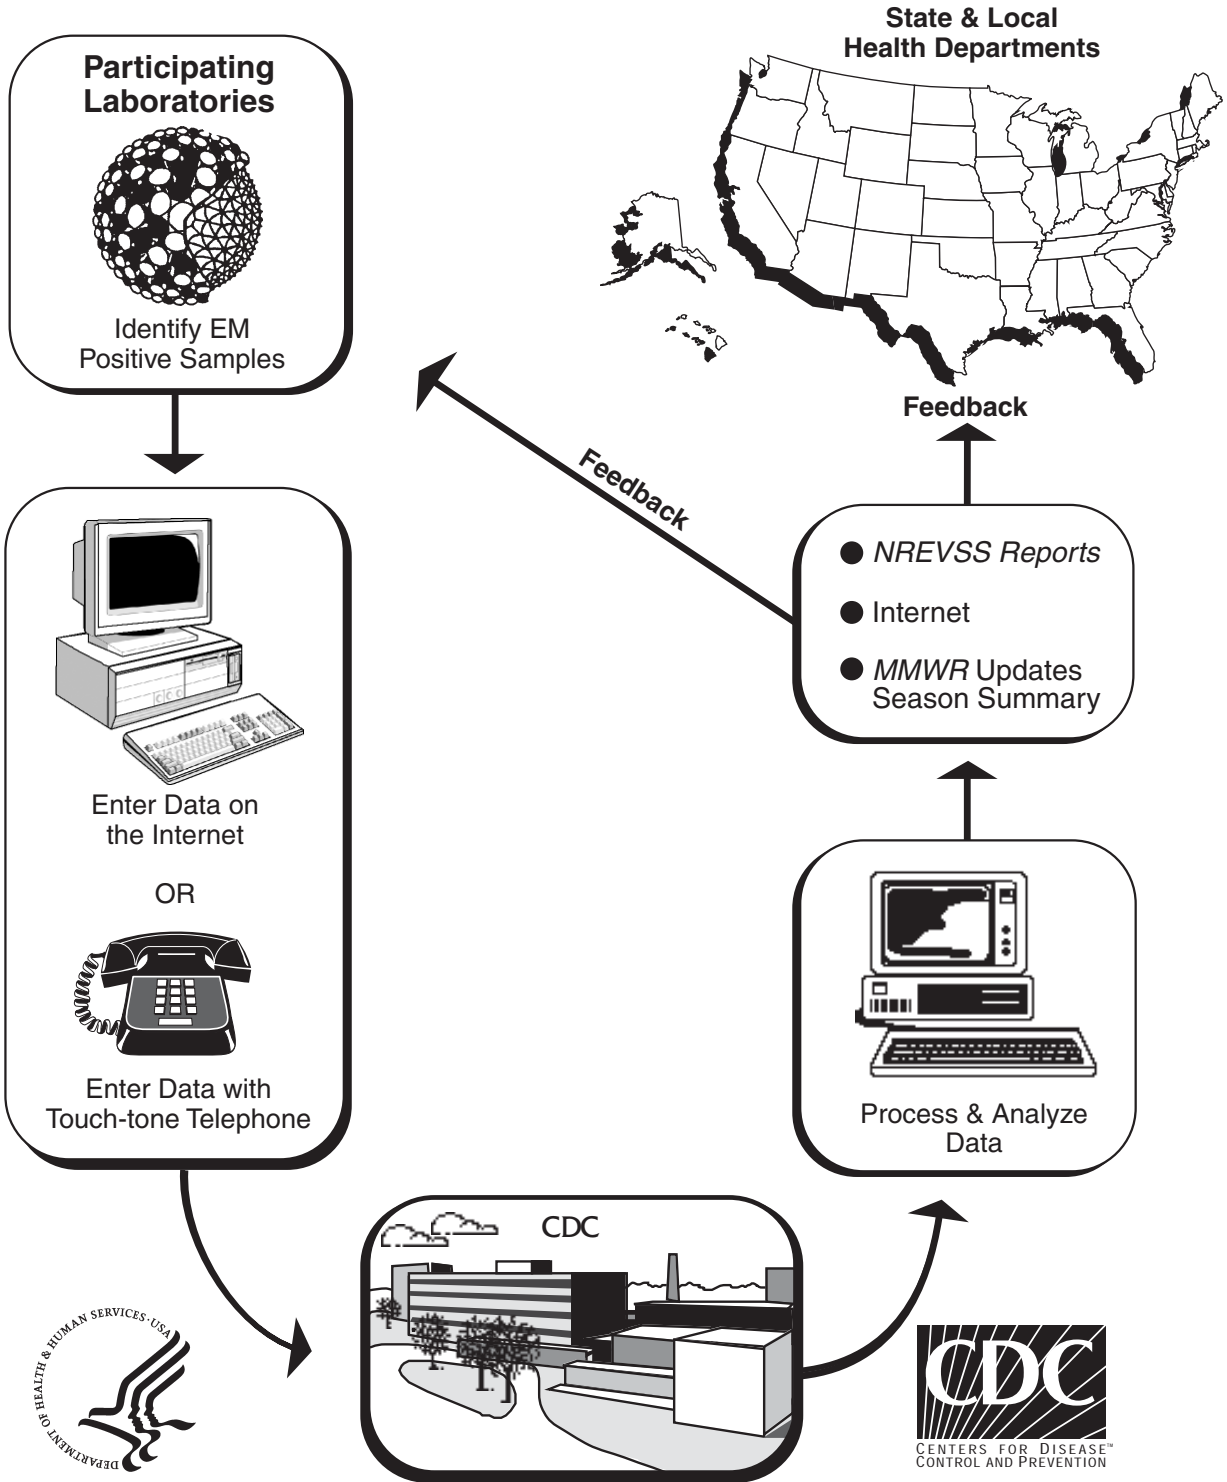 State & Local
Health Departments
Participating
Laboratories
Identify EM
Positive Samples
Feedback
Feedback
NREVSS Reports
Internet
MMWR Updates
Season Summary
Enter Data on
the Internet
OR
Enter Data with
Touch-tone Telephone
Process & Analyze
Data
CDC
DEPARTMENT OF HEALTH & HUMAN SERVICES · USA
CDC
CENTERS FOR DISEASE™
CONTROL AND PREVENTION